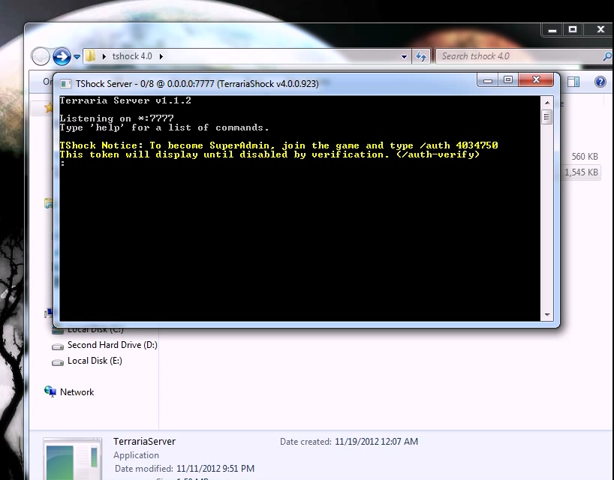 tshock 4.0
Search tshock 4.0
TShock Server - 0/8 @ 0.0.0.0:7777 (TerrariaShock v4.0.0.923)
Terraria Server v1.1.2
Listening on *:7777
Type 'help' for a list of commands.
TShock Notice: To become SuperAdmin, join the game and type /auth 4034750
This token will display until disabled by verification. (/auth-verify)
:
560 KB
1,545 KB
Local Disk (C:)
Second Hard Drive (D:)
Local Disk (E:)
Network
TerrariaServer
Date created: 11/19/2012 12:07 AM
Application
Date modified: 11/11/2012 9:51 PM